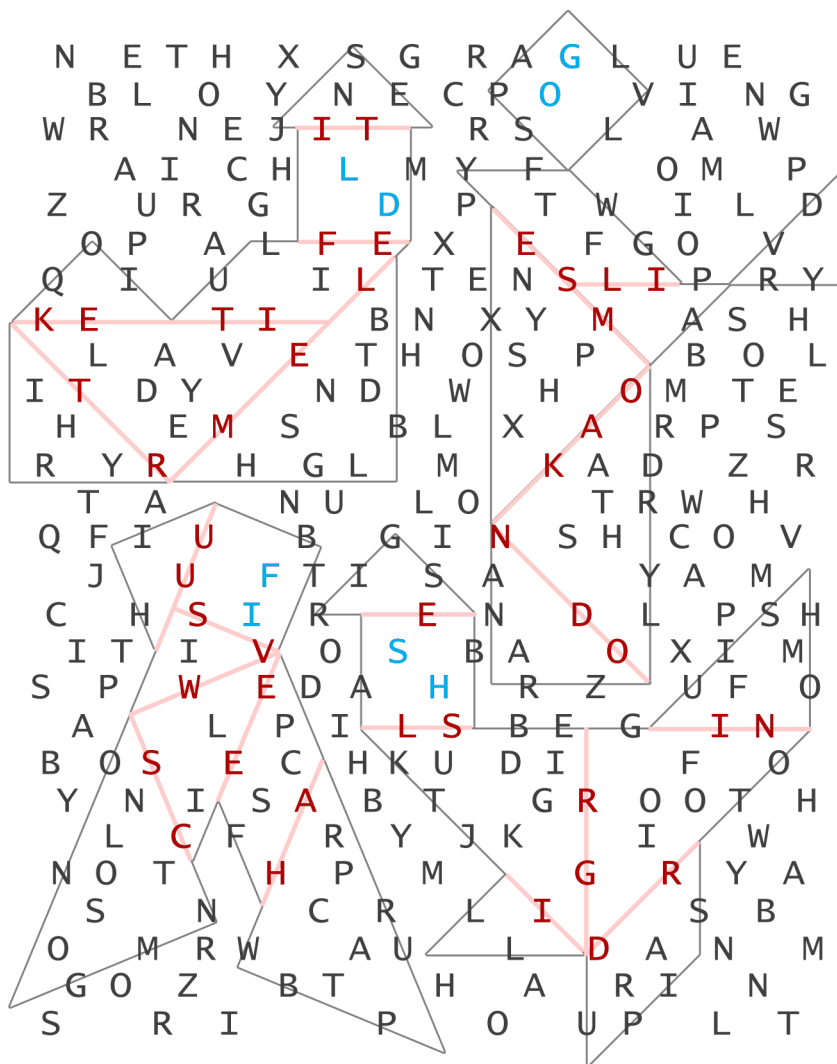 N E T H X S G R A G L U E
B L O Y N E C P O V I N G
W R N E J I T R S L A W
A I C H L M Y F O M P
Z U R G D P T W I L D
O P A L F E X E F G O V
Q I U I L T E N S L I P R Y
K E T I B N X Y M A S H
L A V E T H O S P B O L
I T D Y N D W H O M T E
H E M S B L X A R P S
R Y R H G L M K A D Z R
T A N U L O T R W H
Q F I U B G I N S H C O V
J U F T I S A Y A M
C H S I R E N D L P S H
I T I V O S B A O X I M
S P W E D A H R Z U F O
A L P I L S B E G I N
B O S E C H K U D I F O
Y N I S A B T G R O O T H
L C F R Y J K I W
N O T H P M G R Y A
S N C R L I S B
O M R W A U L D A N M
G O Z B T H A R I N
S R I P O U P L T